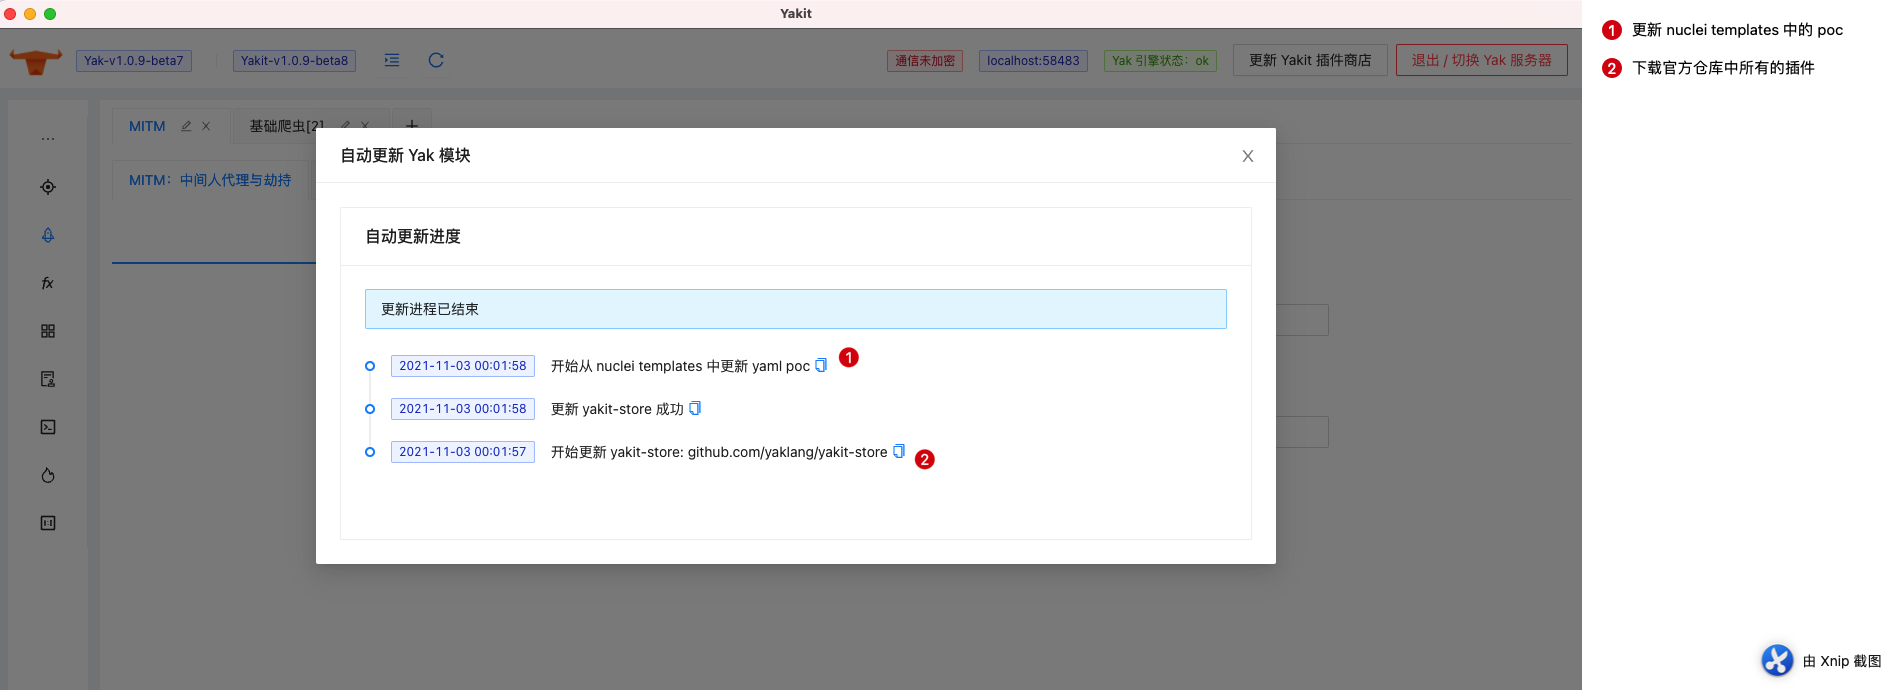 Yakit
Yak-v1.0.9-beta7
Yakit-v1.0.9-beta8
通信未加密
localhost:58483
Yak 引擎状态：ok
更新 Yakit 插件商店
退出 / 切换 Yak 服务器
MITM
基础爬虫[2]
MITM：中间人代理与劫持
自动更新 Yak 模块
自动更新进度
更新进程已结束
2021-11-03 00:01:58 开始从 nuclei templates 中更新 yaml poc 1
2021-11-03 00:01:58 更新 yakit-store 成功
2021-11-03 00:01:57 开始更新 yakit-store: github.com/yaklang/yakit-store 2
1 更新 nuclei templates 中的 poc
2 下载官方仓库中所有的插件
由 Xnip 截图